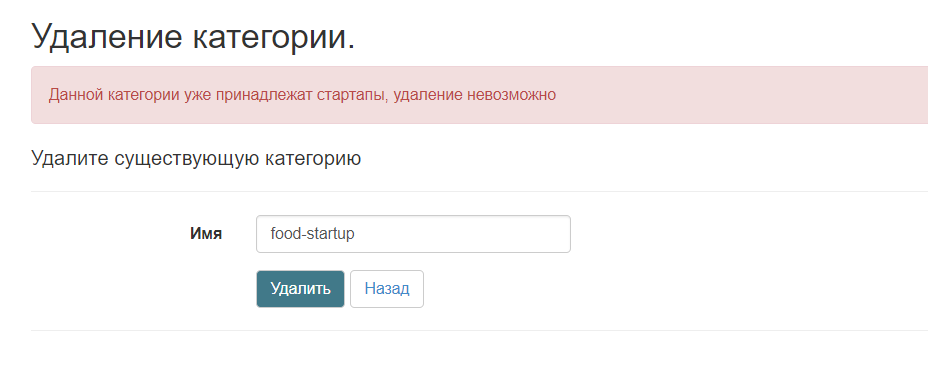 Удаление категории.
Данной категории уже принадлежат стартапы, удаление невозможно
Удалите существующую категорию
Имя food-startup
Удалить Назад